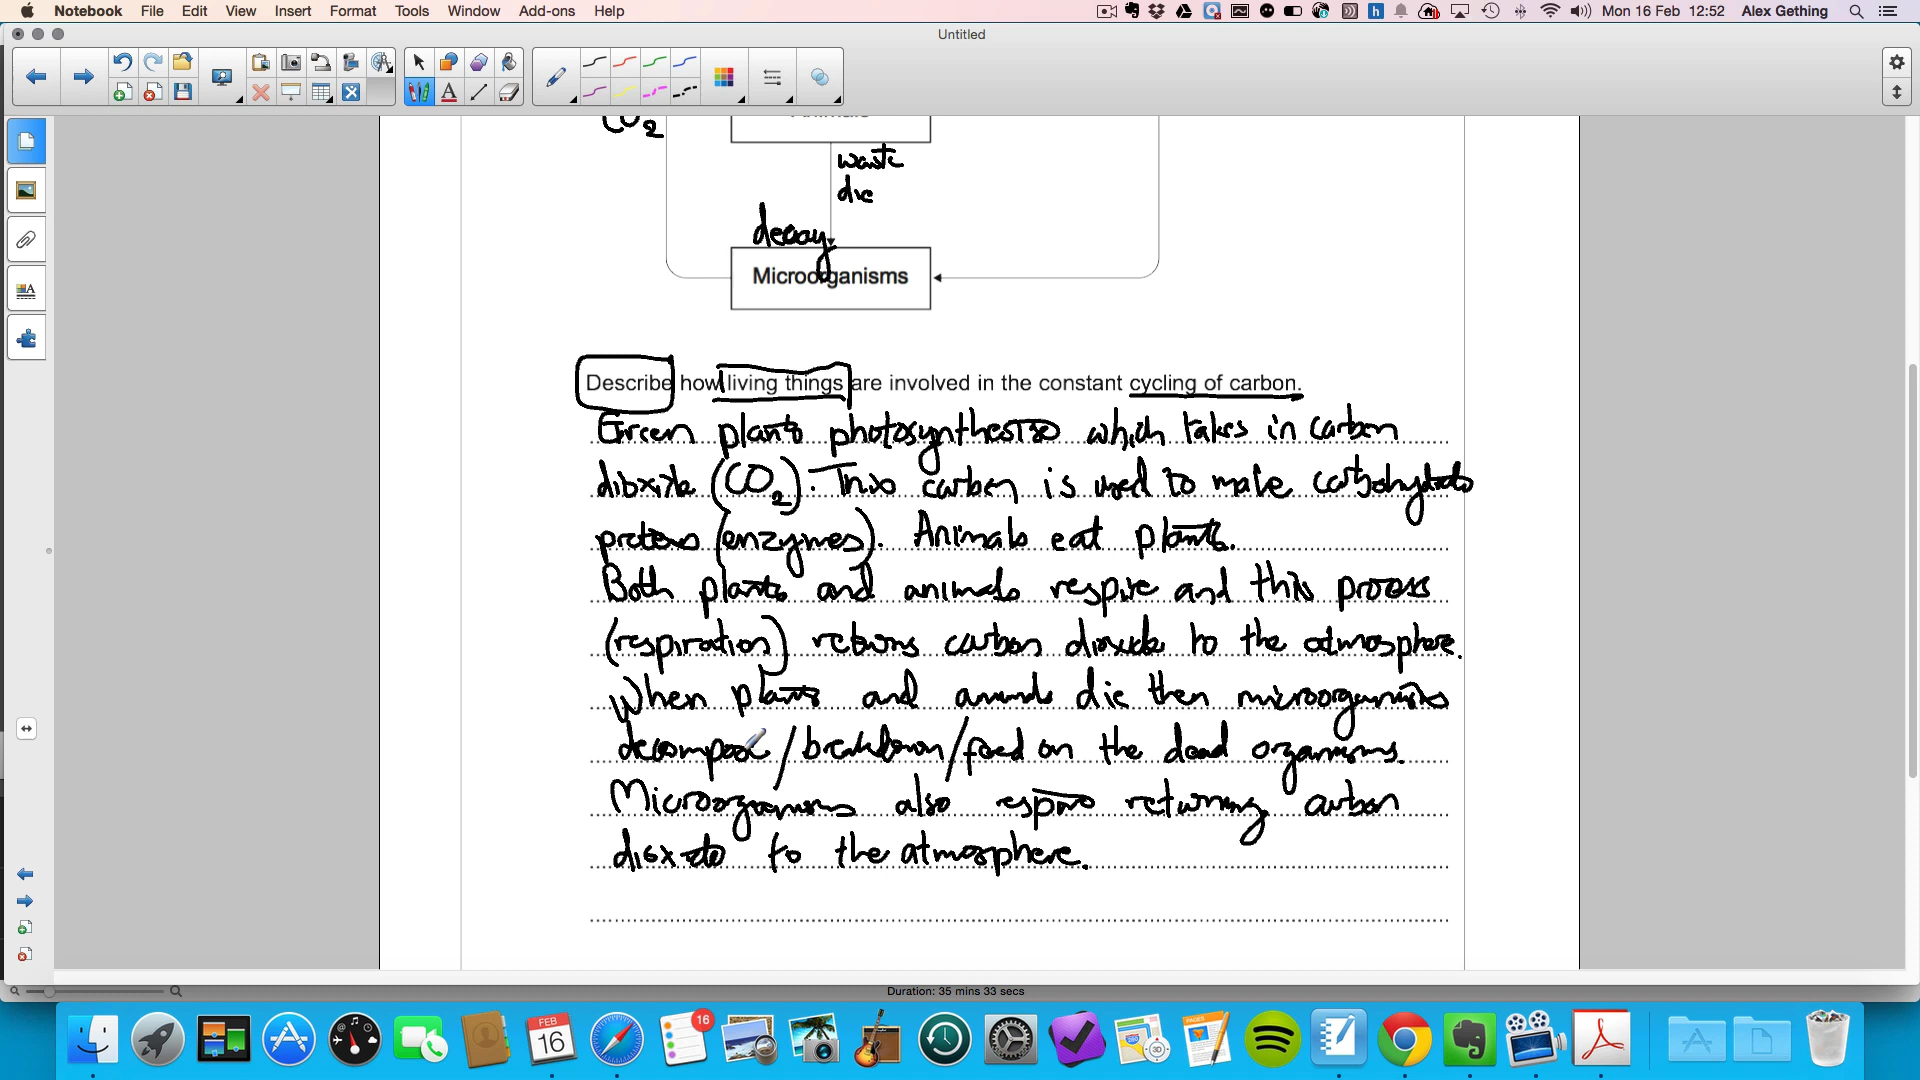 Notebook File Edit View Insert Format Tools Window Add-ons Help Mon 16 Feb 12:52 Alex Gething
Untitled
CO2
waste
die
decay
Microorganisms
Describe how living things are involved in the constant cycling of carbon.
Green plants photosynthesise which takes in carbon
dioxide (CO2). This carbon is used to make carbohydrates
proteins (enzymes). Animals eat plants.
Both plants and animals respire and this process
(respiration) returns carbon dioxide to the atmosphere.
When plants and animals die then microorganisms
decompose/breakdown/feed on the dead organisms.
Microorganisms also respire returning carbon
dioxide to the atmosphere.
Duration: 35 mins 33 secs
FEB
16
16
PAGES